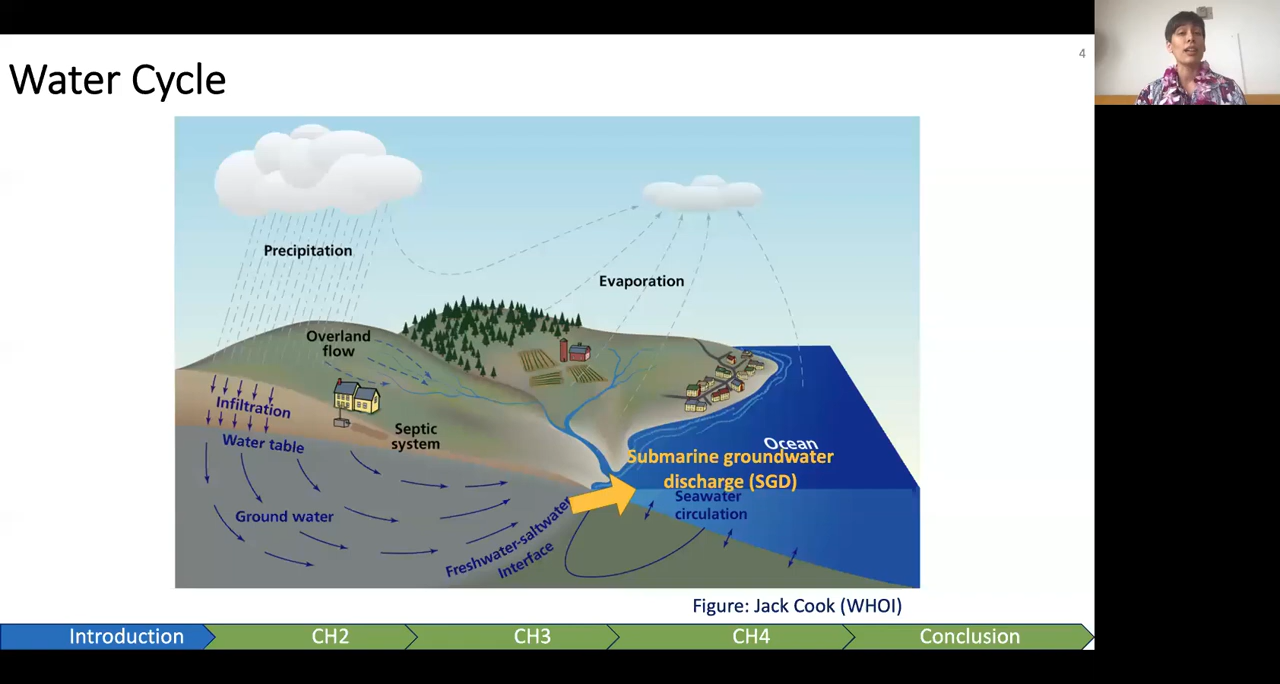 4
Water Cycle
Precipitation
Evaporation
Overland
flow
Infiltration
Septic
system
Water table
Ocean
Submarine groundwater
discharge (SGD)
Seawater
circulation
Ground water
Freshwater-saltwater
Interface
Figure: Jack Cook (WHOI)
Introduction
CH2
CH3
CH4
Conclusion